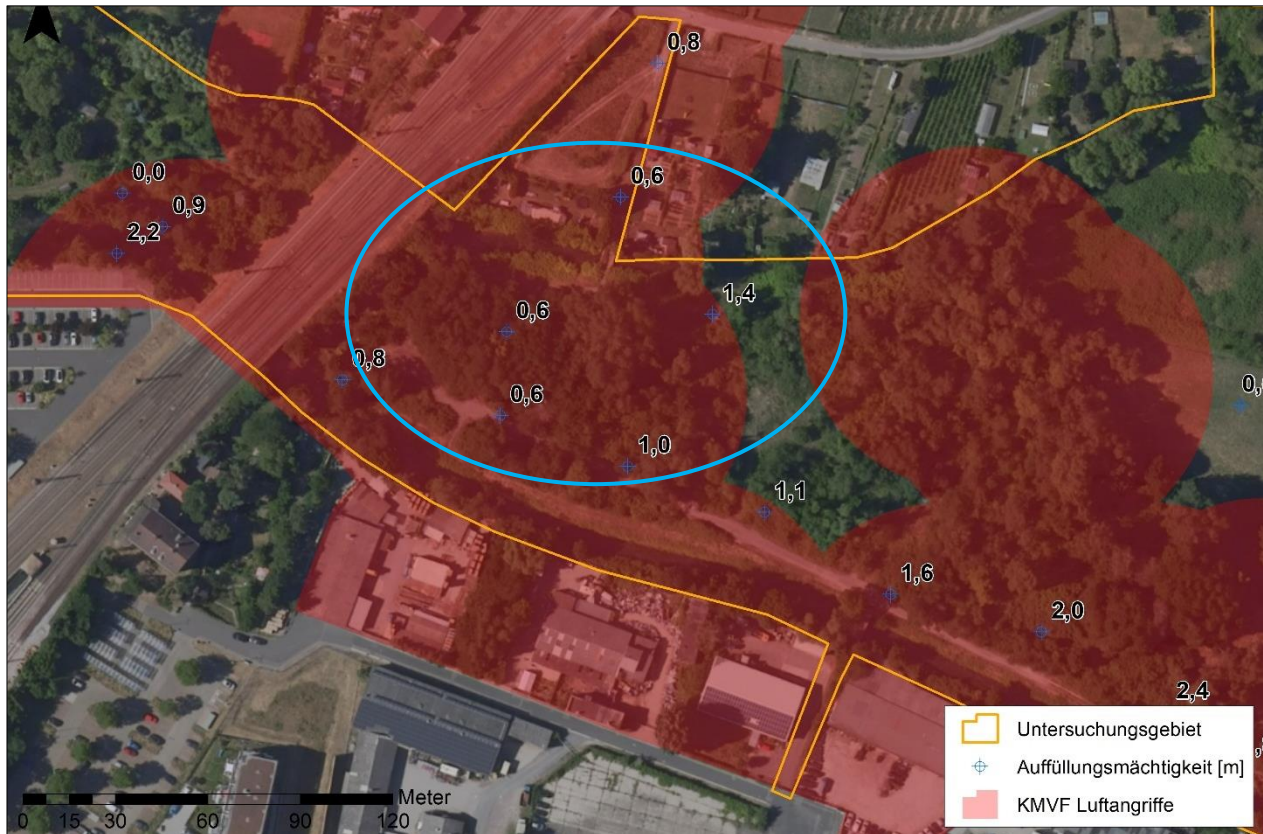 0,8
0,0
0,9
2,2
0,6
1,4
0,6
0,8
0,6
1,0
1,1
1,6
2,0
2,4
Untersuchungsgebiet
Auffüllungsmächtigkeit [m]
KMVF Luftangriffe
Meter
0 15 30 60 90 120